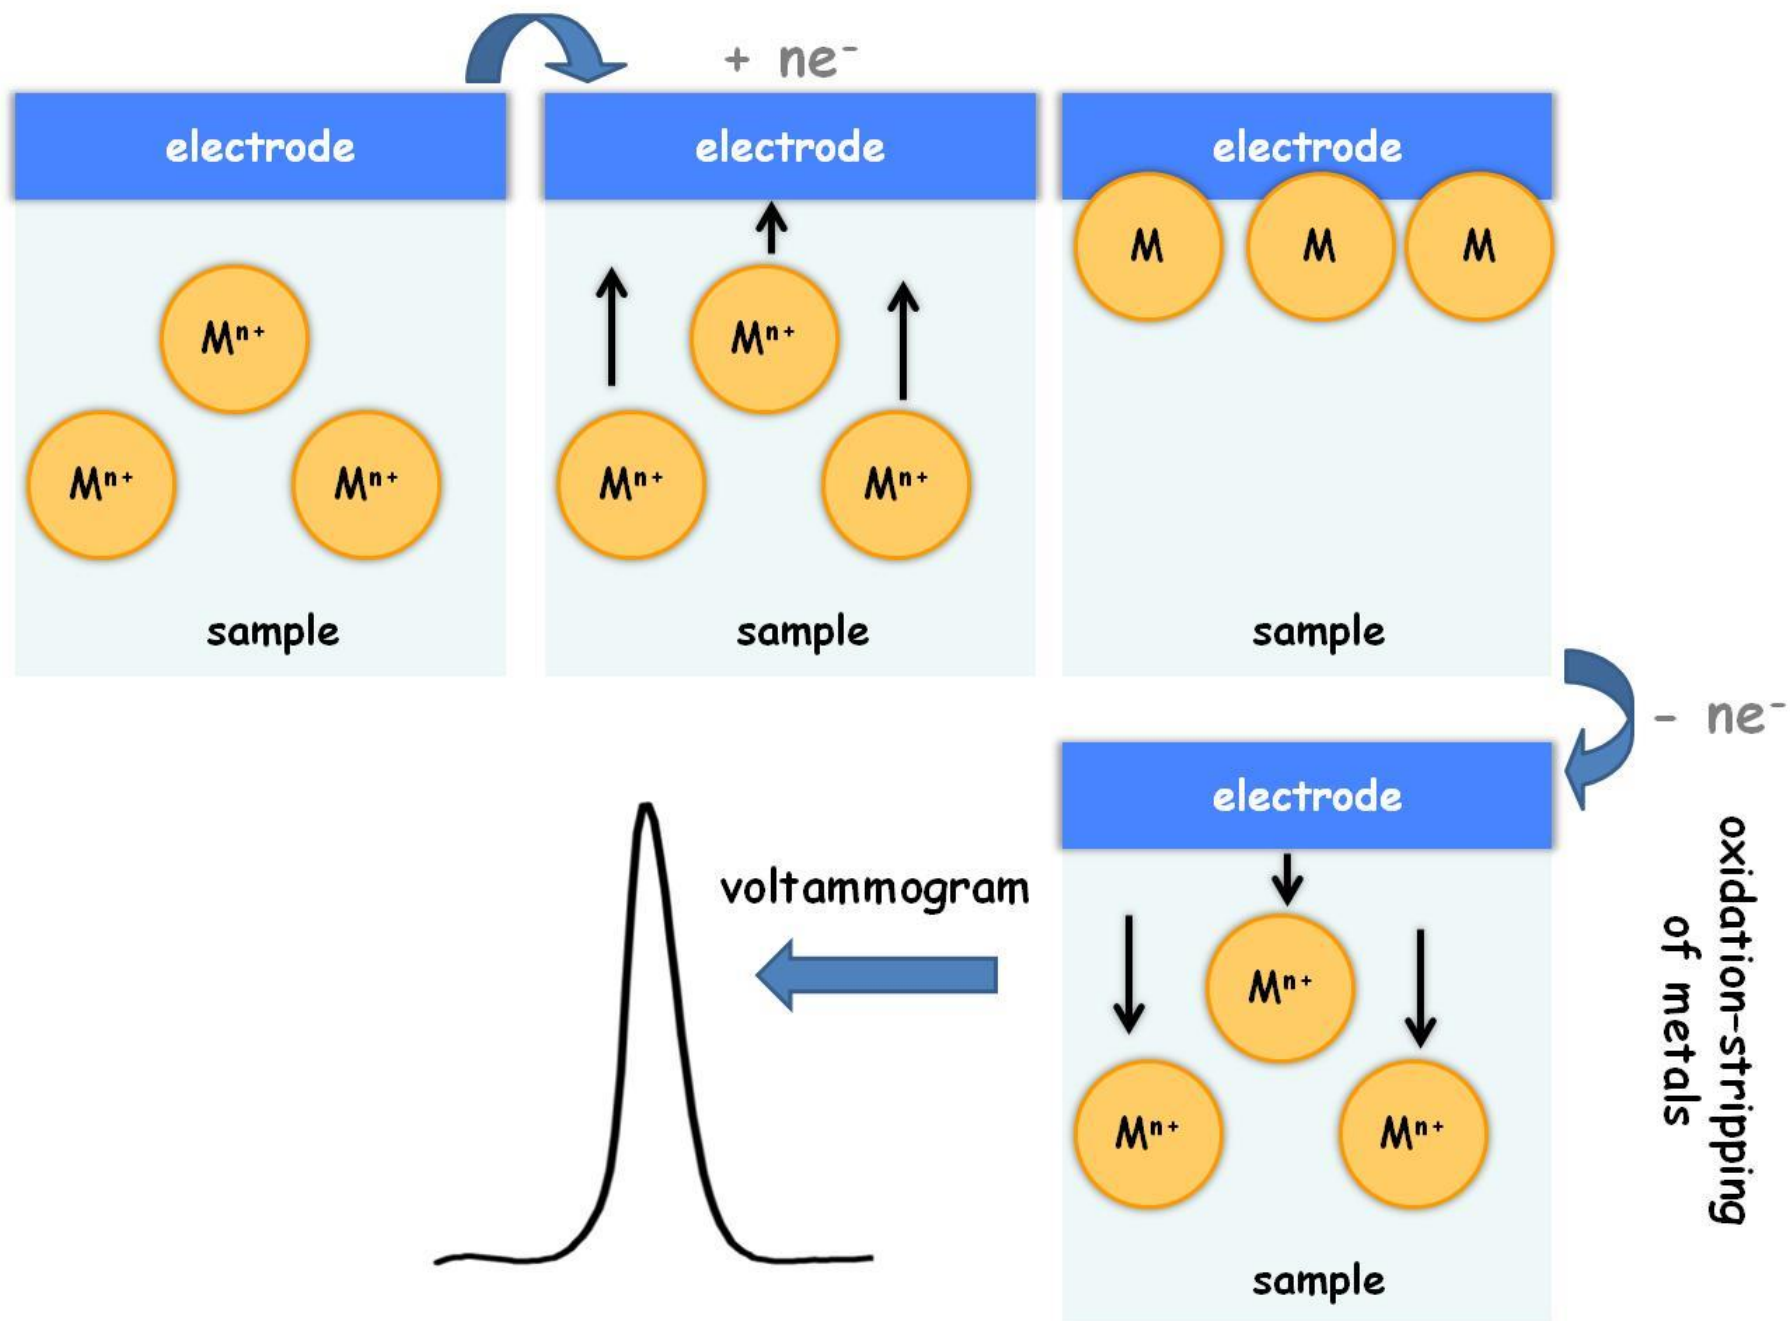 + ne⁻
electrode
electrode
electrode
Mⁿ⁺
Mⁿ⁺
Mⁿ⁺
sample
Mⁿ⁺
Mⁿ⁺
Mⁿ⁺
sample
M
M
M
sample
- ne⁻
oxidation-stripping
of metals
electrode
Mⁿ⁺
Mⁿ⁺
Mⁿ⁺
sample
voltammogram